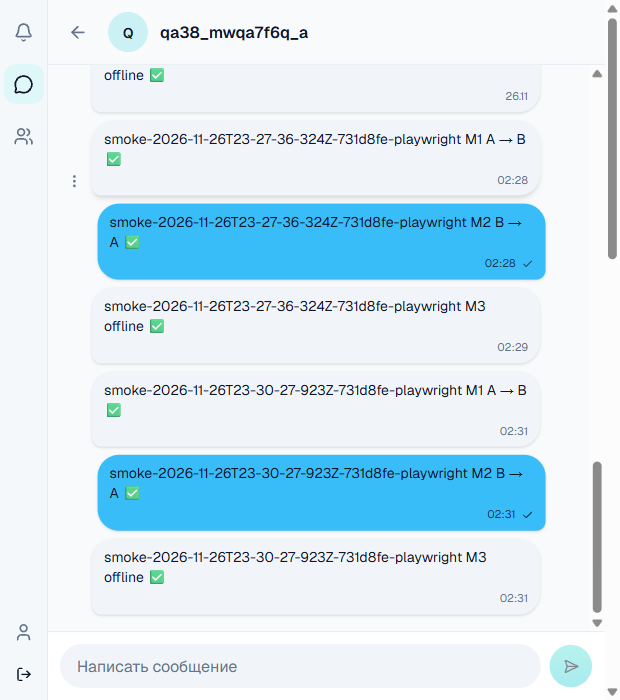 Q
qa38_mwqa7f6q_a
offline ✅
26.11
smoke-2026-11-26T23-27-36-324Z-731d8fe-playwright M1 A → B
✅
02:28
smoke-2026-11-26T23-27-36-324Z-731d8fe-playwright M2 B →
A ✅
02:28 ✓
smoke-2026-11-26T23-27-36-324Z-731d8fe-playwright M3
offline ✅
02:29
smoke-2026-11-26T23-30-27-923Z-731d8fe-playwright M1 A → B
✅
02:31
smoke-2026-11-26T23-30-27-923Z-731d8fe-playwright M2 B →
A ✅
02:31 ✓
smoke-2026-11-26T23-30-27-923Z-731d8fe-playwright M3
offline ✅
02:31
Написать сообщение